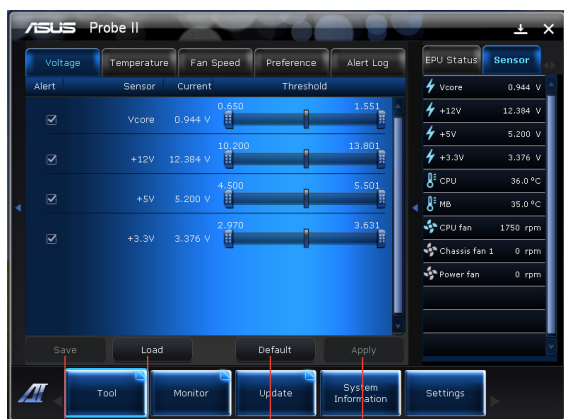 ASUS Probe II
Voltage Temperature Fan Speed Preference Alert Log
Alert Sensor Current Threshold
0.650 1.551
Vcore 0.944 V
10.200 13.801
+12V 12.384 V
4.500 5.501
+5V 5.200 V
2.970 3.631
+3.3V 3.376 V
Save Load Default Apply
EPU Status Sensor
Vcore 0.944 V
+12V 12.384 V
+5V 5.200 V
+3.3V 3.376 V
CPU 36.0 ºC
MB 35.0 ºC
CPU fan 1750 rpm
Chassis fan 1 0 rpm
Power fan 0 rpm
Tool Monitor Update System Information Settings